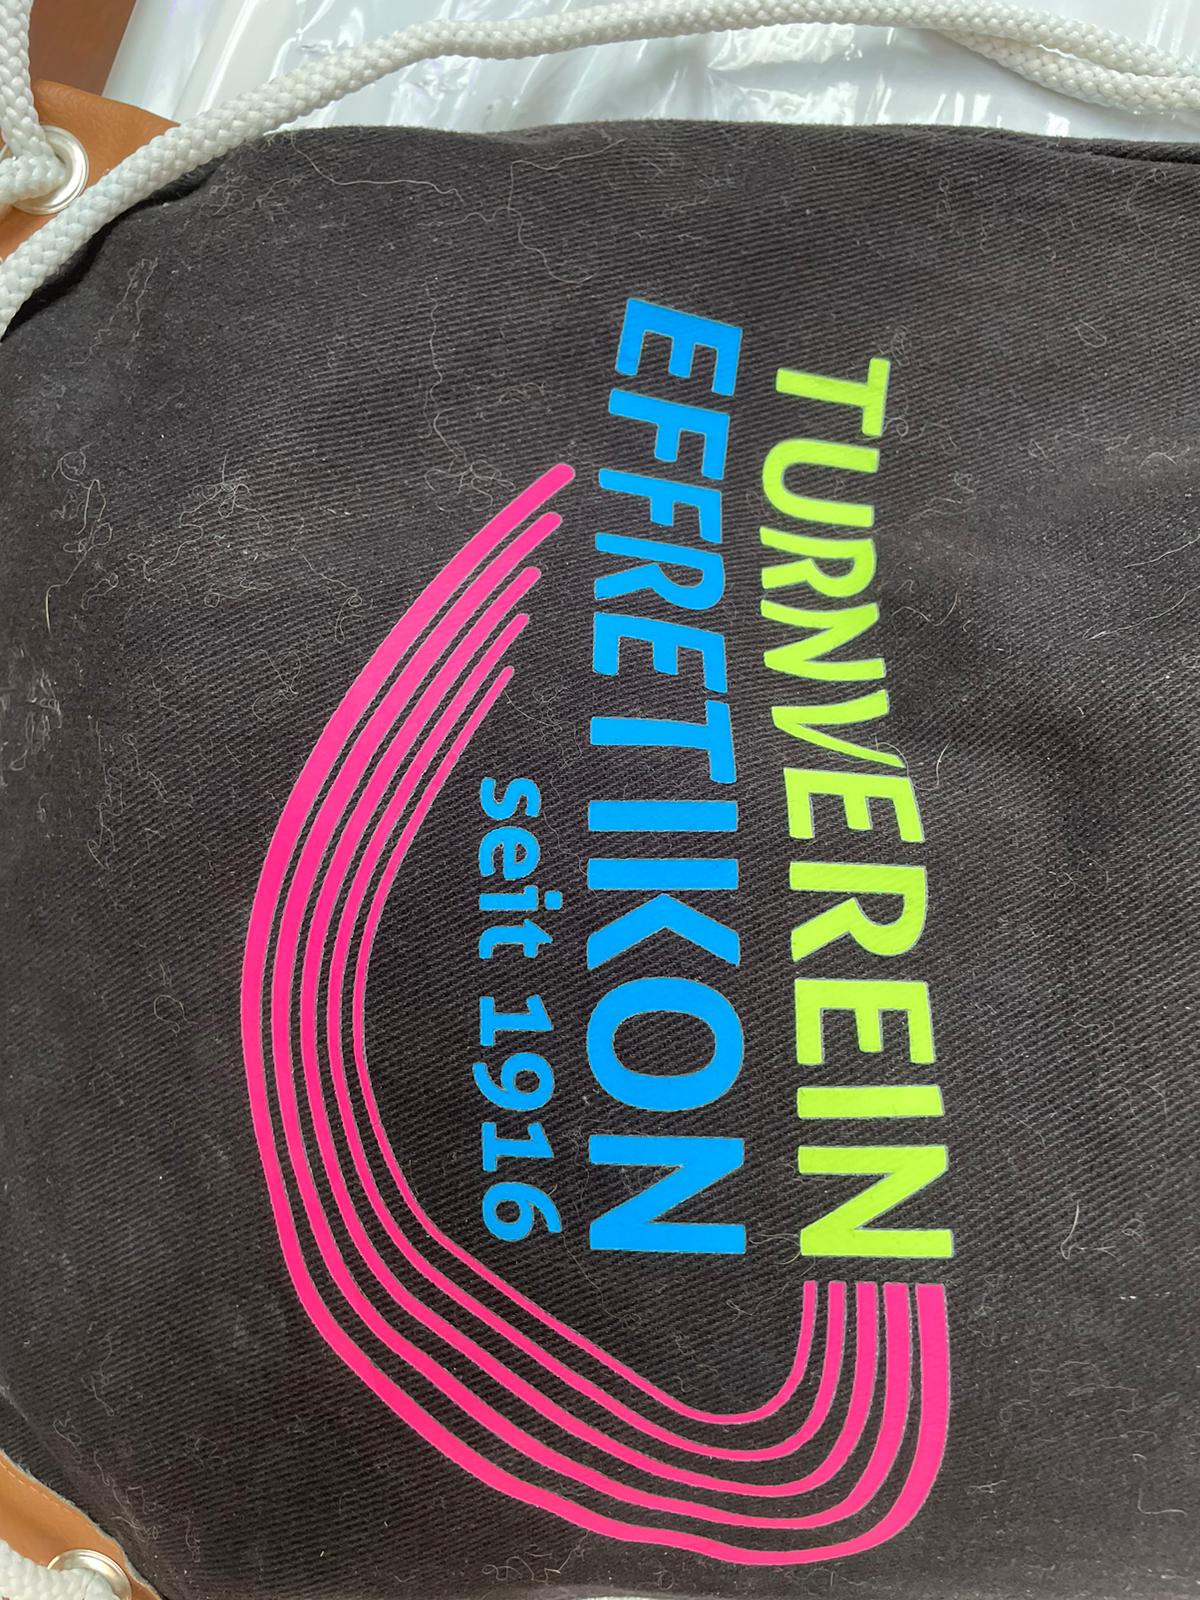 TURNVEREIN
EFFRETIKON
seit 1916